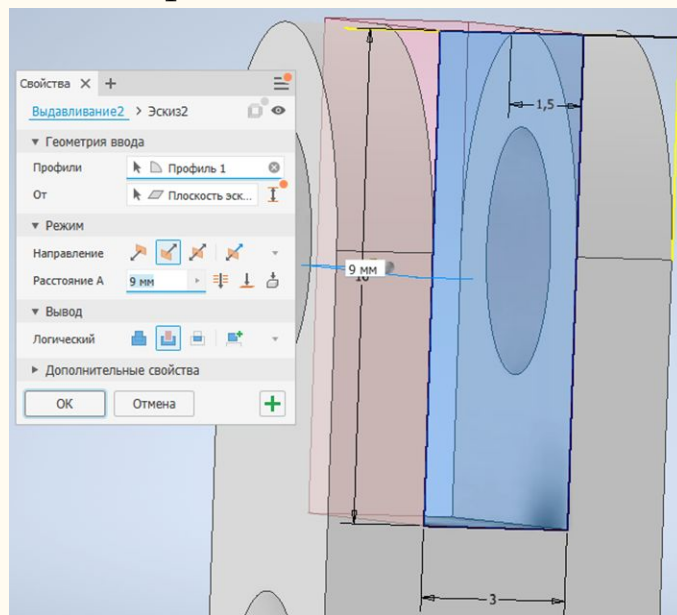 Свойства × +
Выдавливание2 > Эскиз2
Геометрия ввода
Профили
Профиль 1
От
Плоскость эск...
Режим
Направление
Расстояние A
9 мм
Вывод
Логический
Дополнительные свойства
OK
Отмена
1,5
9 мм
3